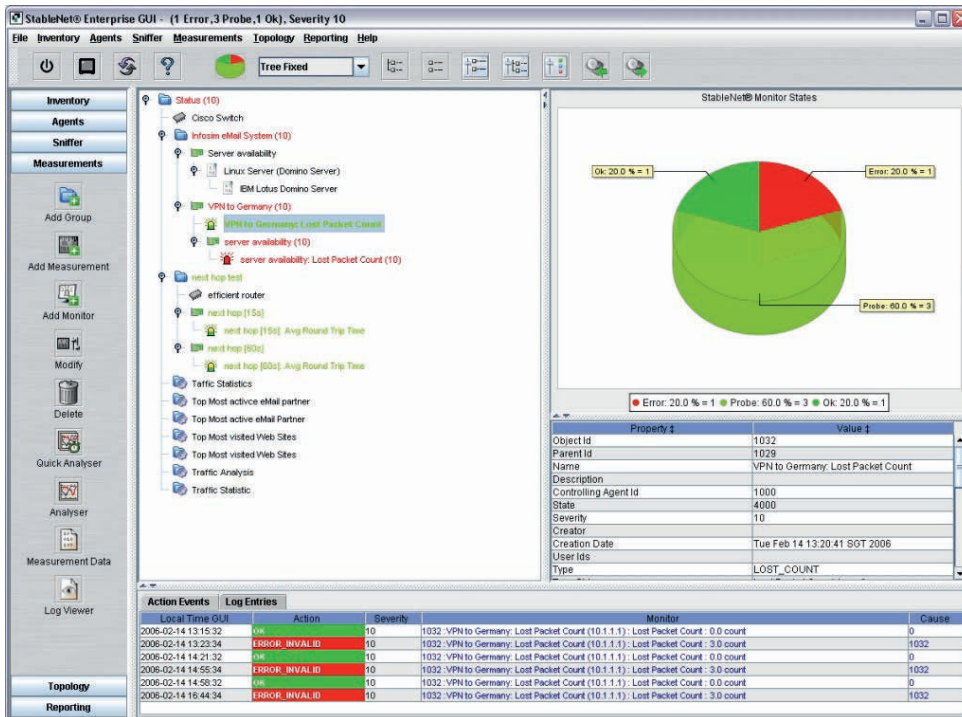 StableNet® Enterprise GUI - (1 Error,3 Probe,1 Ok), Severity 10
File Inventory Agents Sniffer Measurements Topology Reporting Help
Tree Fixed
Inventory
Agents
Sniffer
Measurements
Add Group
Add Measurement
Add Monitor
Modify
Delete
Quick Analyser
Analyser
Measurement Data
Log Viewer
Topology
Reporting
Status (10)
Cisco Switch
Infosim eMail System (10)
Server availability
Linux Server (Domino Server)
IBM Lotus Domino Server
VPN to Germany (10)
VPN to Germany: Lost Packet Count
server availability (10)
server availability: Lost Packet Count (10)
next hop test
efficient router
next hop [15s]
next hop [15s]: Avg Round Trip Time
next hop [60s]
next hop [60s]: Avg Round Trip Time
Taffic Statistics
Top Most activce eMail partner
Top Most active eMail Partner
Top Most visited Web Sites
Top Most visited Web Sites
Traffic Analysis
Traffic Statistic
StableNet® Monitor States
Ok: 20.0 % = 1
Error: 20.0 % = 1
Probe: 60.0 % = 3
Error: 20.0 % = 1 Probe: 60.0 % = 3 Ok: 20.0 % = 1
Property Value
Object Id 1032
Parent Id 1029
Name VPN to Germany: Lost Packet Count
Description
Controlling Agent Id 1000
State 4000
Severity 10
Creator
Creation Date Tue Feb 14 13:20:41 SGT 2006
User Ids
Type LOST_COUNT
Action Events Log Entries
Local Time GUI Action Severity Monitor Cause
2006-02-14 13:15:32 OK 10 1032 :VPN to Germany: Lost Packet Count (10.1.1.1) : Lost Packet Count : 0.0 count 0
2006-02-14 13:23:34 ERROR_INVALID 10 1032 :VPN to Germany: Lost Packet Count (10.1.1.1) : Lost Packet Count : 3.0 count 1032
2006-02-14 14:21:32 OK 10 1032 :VPN to Germany: Lost Packet Count (10.1.1.1) : Lost Packet Count : 0.0 count 0
2006-02-14 14:55:34 ERROR_INVALID 10 1032 :VPN to Germany: Lost Packet Count (10.1.1.1) : Lost Packet Count : 3.0 count 1032
2006-02-14 14:58:32 OK 10 1032 :VPN to Germany: Lost Packet Count (10.1.1.1) : Lost Packet Count : 0.0 count 0
2006-02-14 16:44:34 ERROR_INVALID 10 1032 :VPN to Germany: Lost Packet Count (10.1.1.1) : Lost Packet Count : 3.0 count 1032